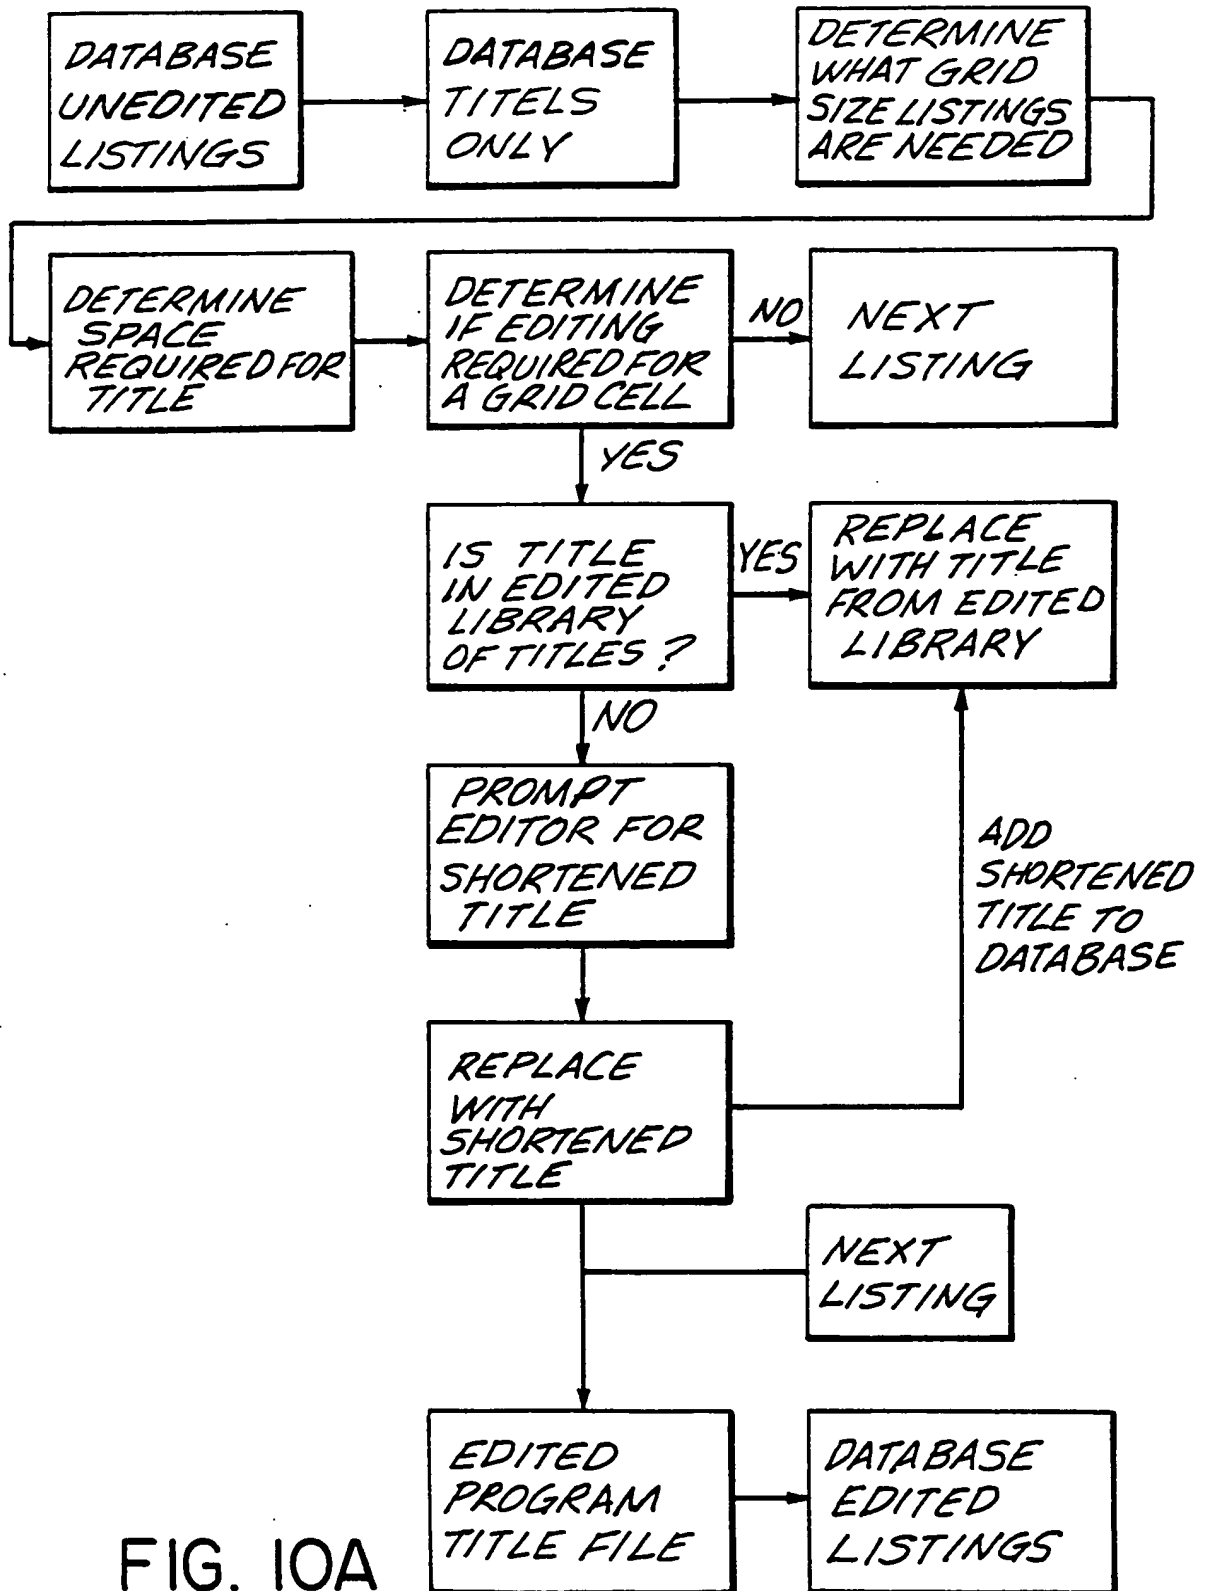 DATABASE
UNEDITED
LISTINGS
DATABASE
TITELS
ONLY
DETERMINE
WHAT GRID
SIZE LISTINGS
ARE NEEDED
DETERMINE
SPACE
REQUIRED FOR
TITLE
DETERMINE
IF EDITING
REQUIRED FOR
A GRID CELL
NO
NEXT
LISTING
YES
IS TITLE
IN EDITED
LIBRARY
OF TITLES?
YES
REPLACE
WITH TITLE
FROM EDITED
LIBRARY
NO
PROMPT
EDITOR FOR
SHORTENED
TITLE
ADD
SHORTENED
TITLE TO
DATABASE
REPLACE
WITH
SHORTENED
TITLE
NEXT
LISTING
EDITED
PROGRAM
TITLE FILE
DATABASE
EDITED
LISTINGS
FIG. 10A